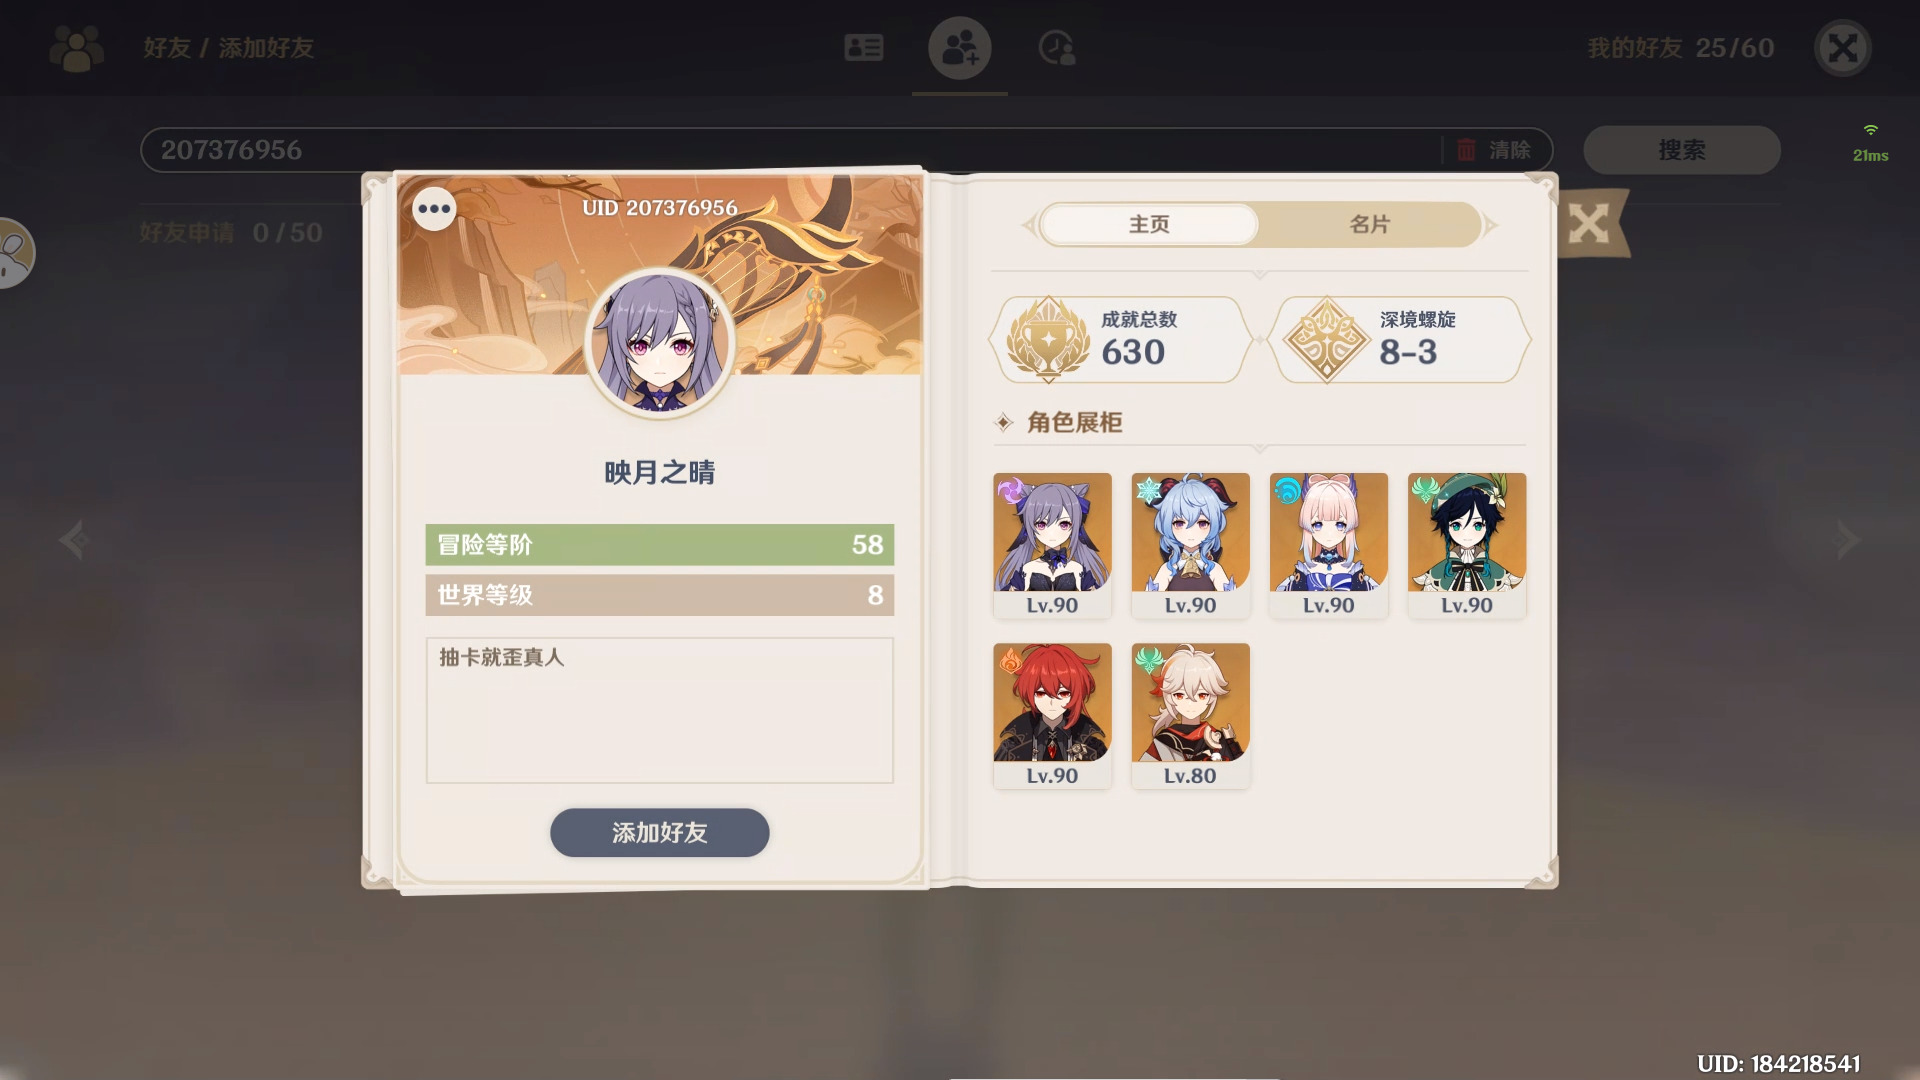 好友 / 添加好友
我的好友 25/60
207376956
清除
搜索
21ms
好友申请 0/50
UID 207376956
主页
名片
成就总数
630
深境螺旋
8-3
角色展柜
映月之晴
冒险等阶 58
世界等级 8
抽卡就歪真人
添加好友
Lv.90
Lv.90
Lv.90
Lv.90
Lv.90
Lv.80
UID: 184218541